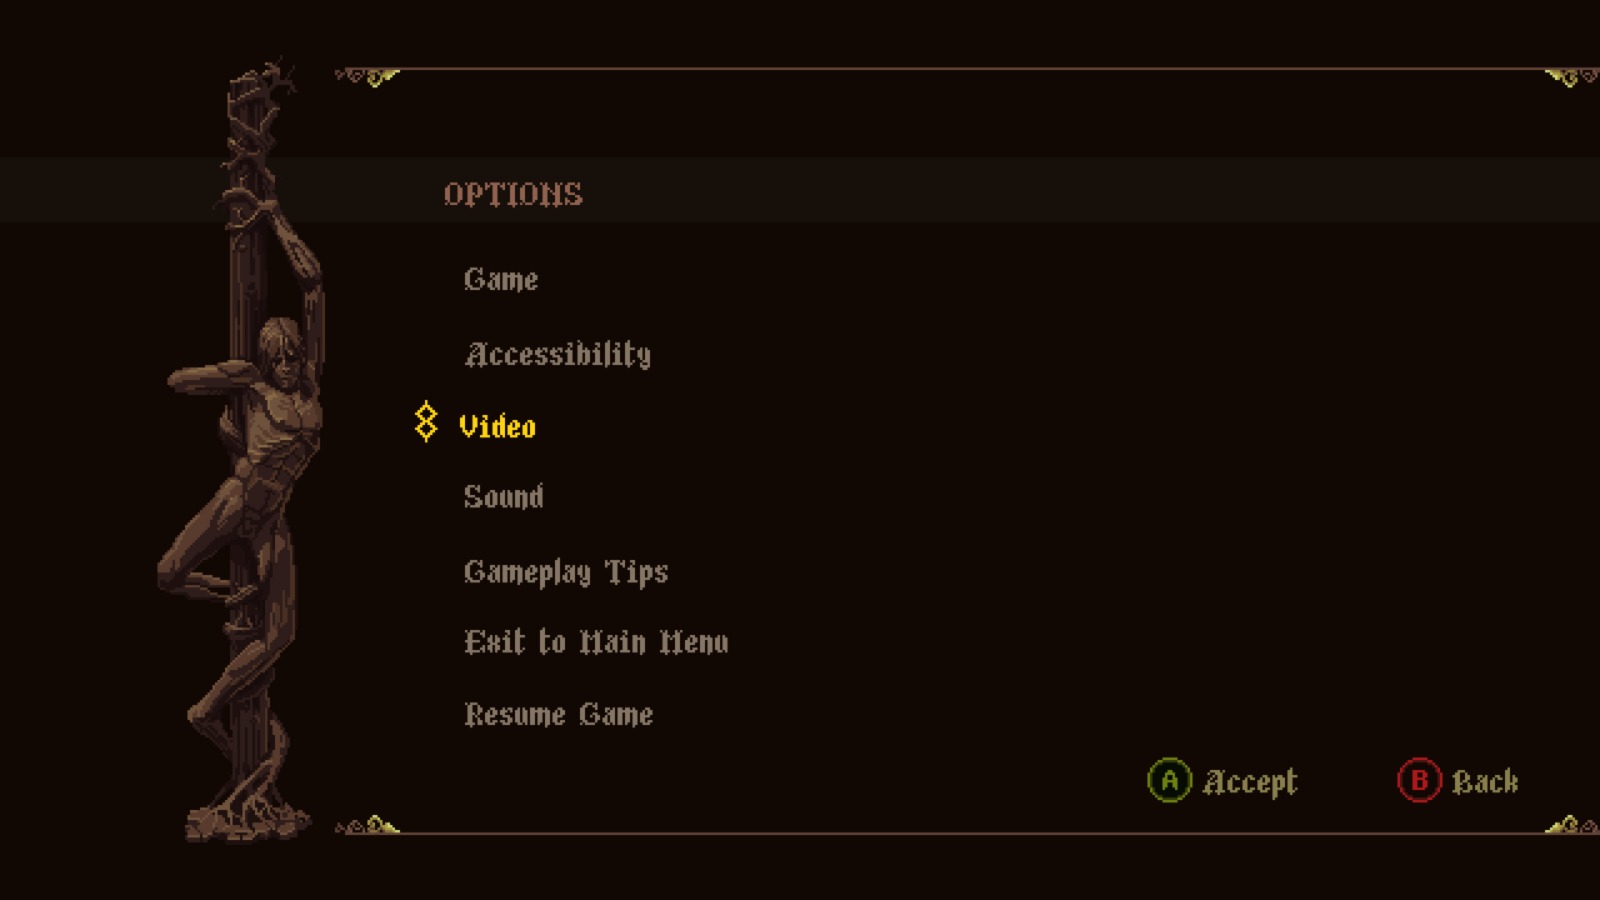 OPTIONS
Game
Accessibility
Video
Sound
Gameplay Tips
Exit to Main Menu
Resume Game
A Accept B Back